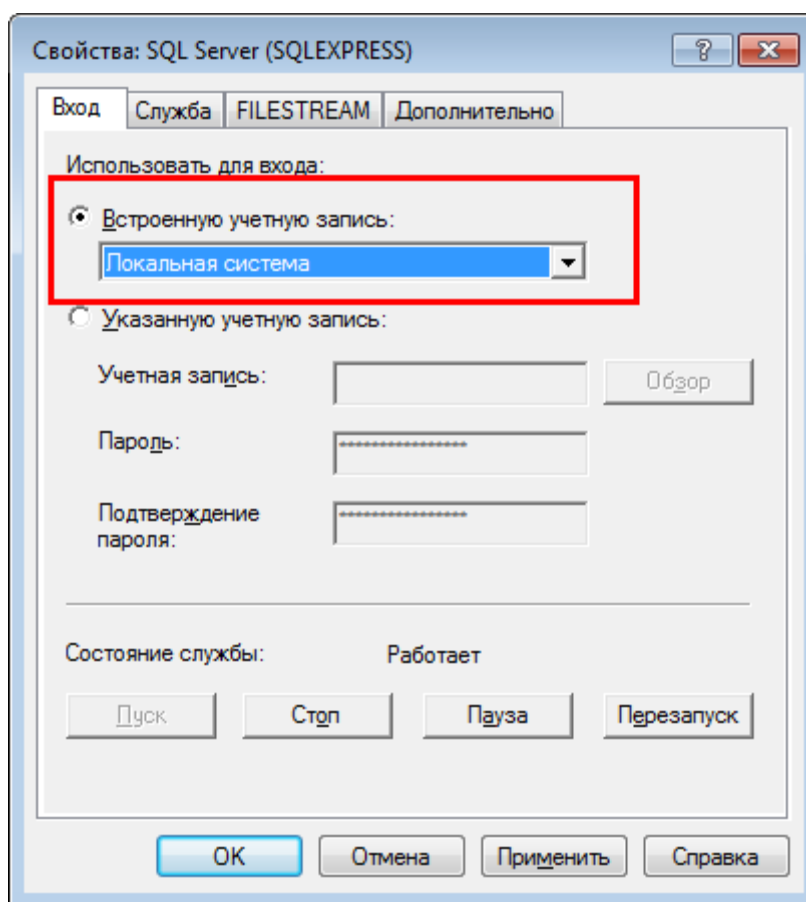 Свойства: SQL Server (SQLEXPRESS)
Вход Служба FILESTREAM Дополнительно
Использовать для входа:
Встроенную учетную запись:
Локальная система
Указанную учетную запись:
Учетная запись: Обзор
Пароль: ****************
Подтверждение
пароля: ****************
Состояние службы: Работает
Пуск Стоп Пауза Перезапуск
OK Отмена Применить Справка